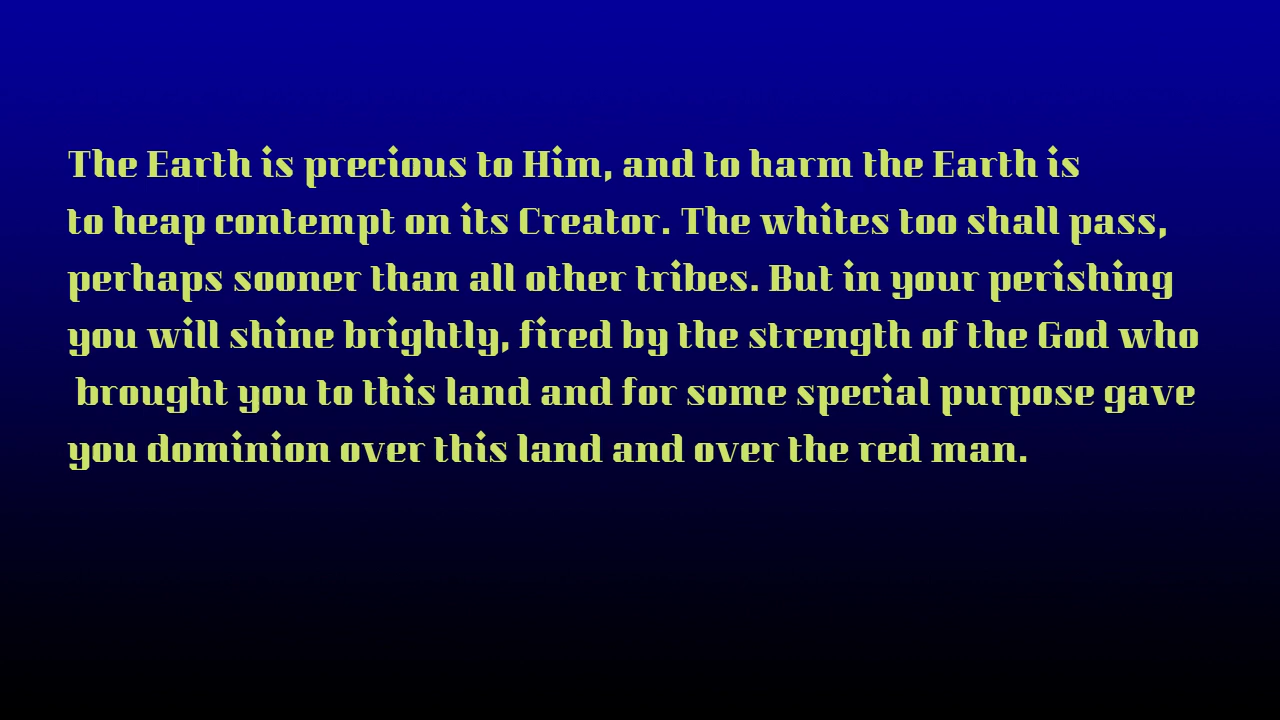 The Earth is precious to Him, and to harm the Earth is
to heap contempt on its Creator. The whites too shall pass,
perhaps sooner than all other tribes. But in your perishing
you will shine brightly, fired by the strength of the God who
brought you to this land and for some special purpose gave
you dominion over this land and over the red man.